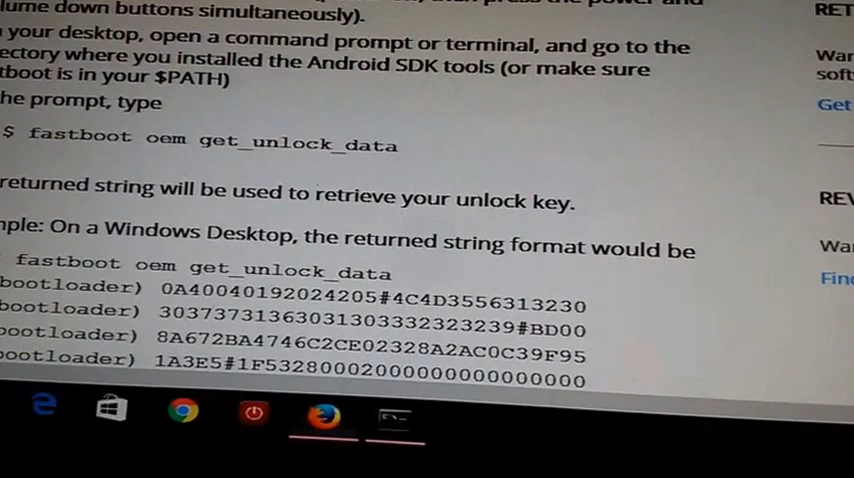 lume down buttons simultaneously).
your desktop, open a command prompt or terminal, and go to the
ectory where you installed the Android SDK tools (or make sure
tboot is in your $PATH)
he prompt, type
$ fastboot oem get_unlock_data
returned string will be used to retrieve your unlock key.
mple: On a Windows Desktop, the returned string format would be
fastboot oem get_unlock_data
bootloader) 0A40040192024205#4C4D3556313230
bootloader) 30373731363031303332323239#BD00
bootloader) 8A672BA4746C2CE02328A2AC0C39F95
bootloader) 1A3E5#1F53280002000000000000000
RET
War
soft
Get
REV
Wa
Find